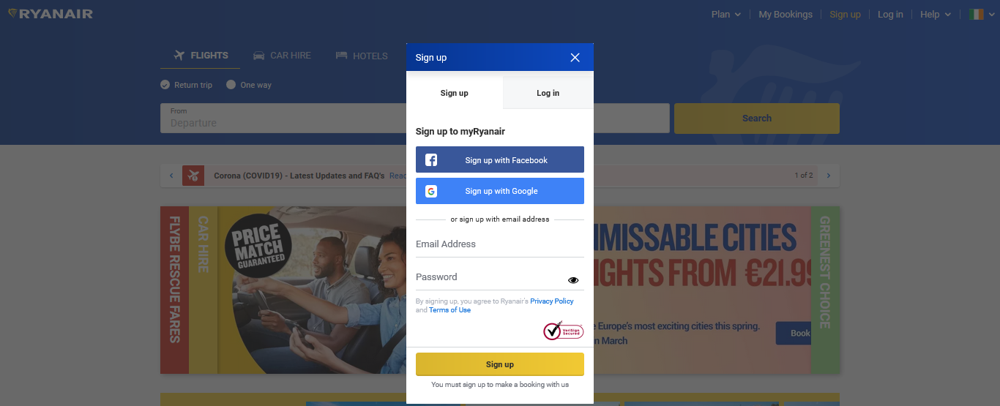 RYANAIR
Plan
My Bookings
Sign up
Log in
Help
FLIGHTS
CAR HIRE
HOTELS
Return trip
One way
From
Departure
Search
Sign up
Sign up
Log in
Sign up to myRyanair
Sign up with Facebook
Sign up with Google
or sign up with email address
Email Address
Password
By signing up, you agree to Ryanair's Privacy Policy
and Terms of Use
VeriSign
Secured
Sign up
You must sign up to make a booking with us
Corona (COVID19) - Latest Updates and FAQ's Read
1 of 2
FLYBE RESCUE FARES
CAR HIRE
PRICE
MATCH
GUARANTEED
MISSABLE CITIES
GHTS FROM €21.99
Europe's most exciting cities this spring.
n March
Book
GREENEST CHOICE